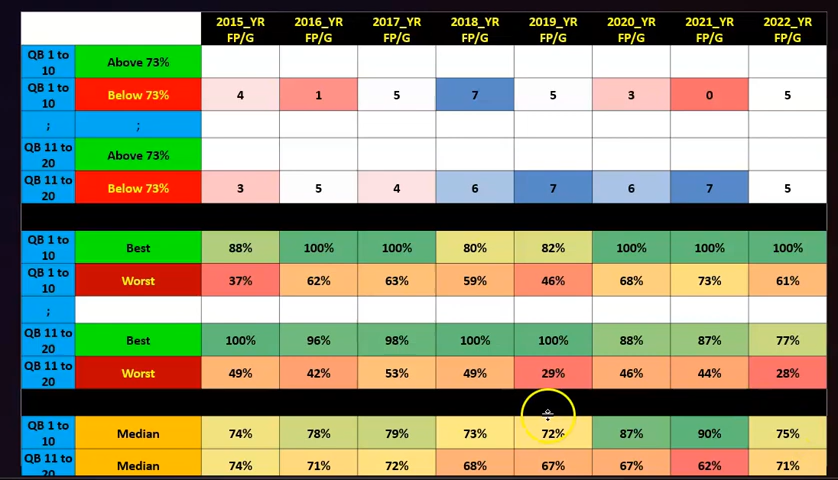 2015_YR FP/G 2016_YR FP/G 2017_YR FP/G 2018_YR FP/G 2019_YR FP/G 2020_YR FP/G 2021_YR FP/G 2022_YR FP/G
QB 1 to 10 Above 73%
QB 1 to 10 Below 73% 4 1 5 7 5 3 0 5
; ;
QB 11 to 20 Above 73%
QB 11 to 20 Below 73% 3 5 4 6 7 6 7 5
QB 1 to 10 Best 88% 100% 100% 80% 82% 100% 100% 100%
QB 1 to 10 Worst 37% 62% 63% 59% 46% 68% 73% 61%
;
QB 11 to 20 Best 100% 96% 98% 100% 100% 88% 87% 77%
QB 11 to 20 Worst 49% 42% 53% 49% 29% 46% 44% 28%
QB 1 to 10 Median 74% 78% 79% 73% 72% 87% 90% 75%
QB 11 to 20 Median 74% 71% 72% 68% 67% 67% 62% 71%